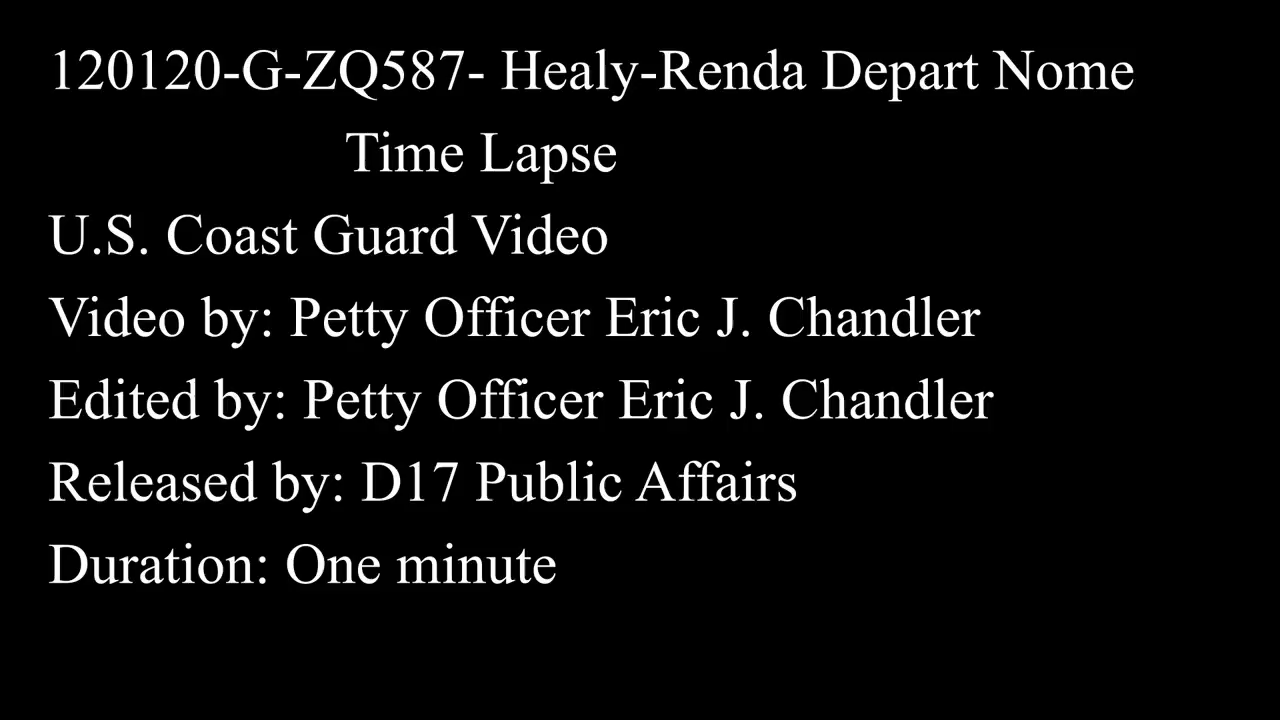 120120-G-ZQ587- Healy-Renda Depart Nome
Time Lapse
U.S. Coast Guard Video
Video by: Petty Officer Eric J. Chandler
Edited by: Petty Officer Eric J. Chandler
Released by: D17 Public Affairs
Duration: One minute